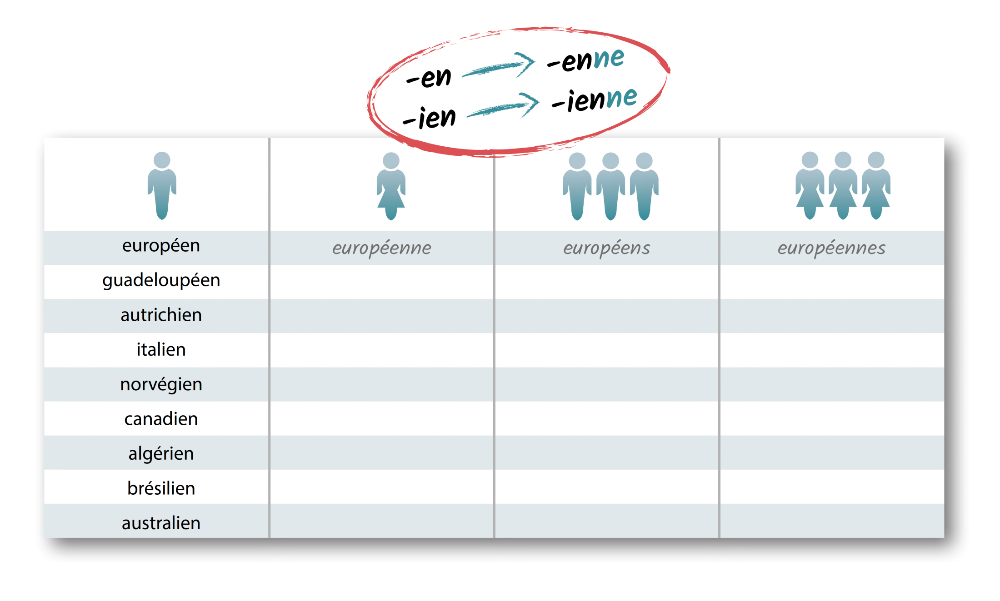 -en -enne
-ien -ienne
européen européenne européens européennes
guadeloupéen
autrichien
italien
norvégien
canadien
algérien
brésilien
australien